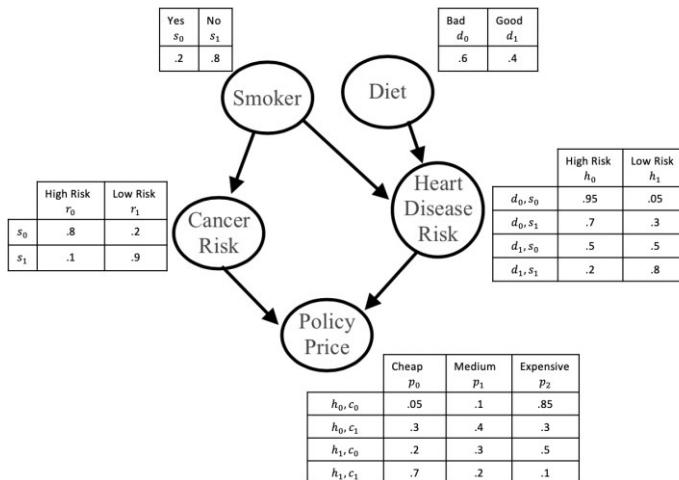 Yes No
s₀ s₁
.2 .8
Bad Good
d₀ d₁
.6 .4
Smoker
Diet
High Risk Low Risk
r₀ r₁
s₀ .8 .2
s₁ .1 .9
Cancer
Risk
Heart
Disease
Risk
High Risk Low Risk
h₀ h₁
d₀, s₀ .95 .05
d₀, s₁ .7 .3
d₁, s₀ .5 .5
d₁, s₁ .2 .8
Policy
Price
Cheap Medium Expensive
p₀ p₁ p₂
h₀, c₀ .05 .1 .85
h₀, c₁ .3 .4 .3
h₁, c₀ .2 .3 .5
h₁, c₁ .7 .2 .1